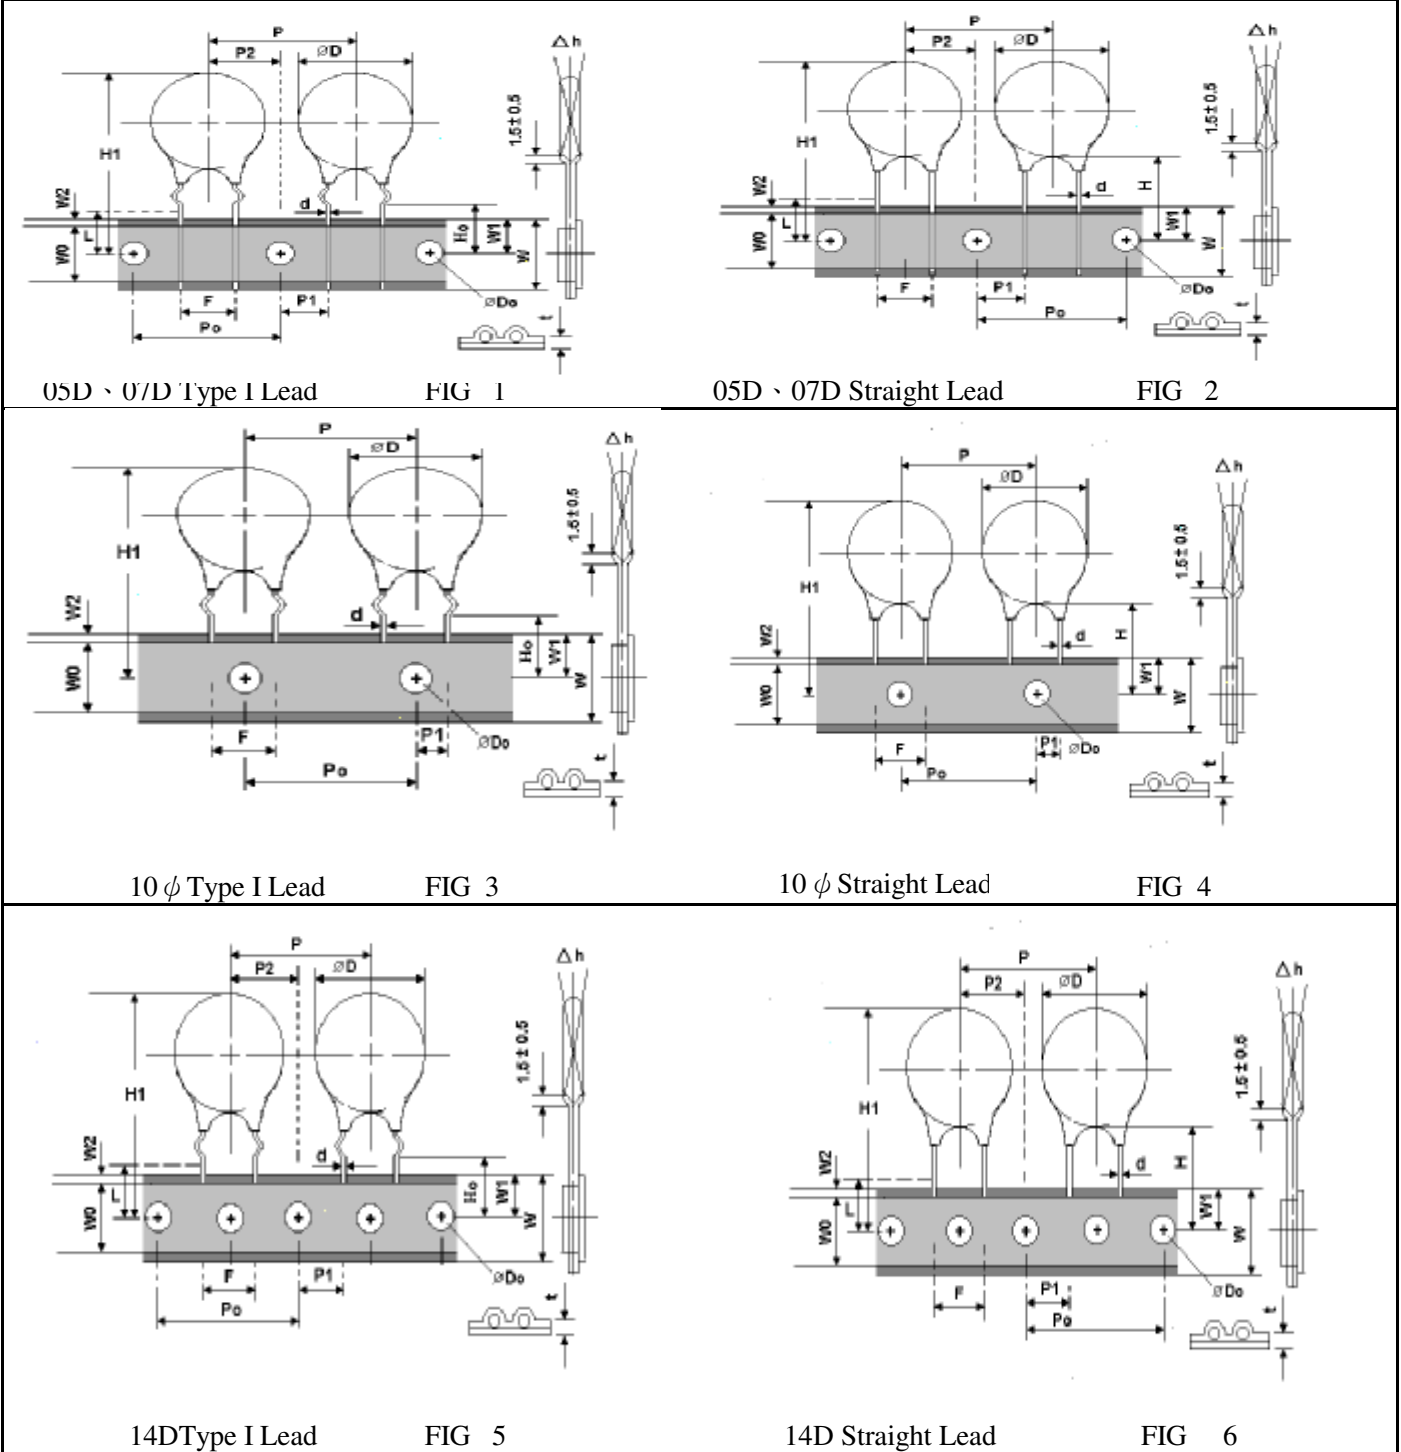 P
P2
ØD
Δh
1.5±0.5
H1
W2
L
W0
d
Ho
W1
W
F
P1
ØDo
Po
t
05D、07D Type I Lead FIG 1
P
P2
ØD
Δh
1.5±0.5
H1
W2
L
W0
d
H
W1
W
F
P1
ØDo
Po
t
05D、07D Straight Lead FIG 2
P
ØD
Δh
1.5±0.5
H1
W2
W0
d
Ho
W1
W
F
P1
ØDo
Po
t
10 ψ Type I Lead FIG 3
P
ØD
Δh
1.5±0.5
H1
W2
W0
d
H
W1
W
F
P1
ØDo
Po
t
10 ψ Straight Lead FIG 4
P
P2
ØD
Δh
1.5±0.5
H1
W2
L
W0
d
Ho
W1
W
F
P1
ØDo
Po
t
14DType I Lead FIG 5
P
P2
ØD
Δh
1.5±0.5
H1
W2
L
W0
d
H
W1
W
F
P1
ØDo
Po
t
14D Straight Lead FIG 6